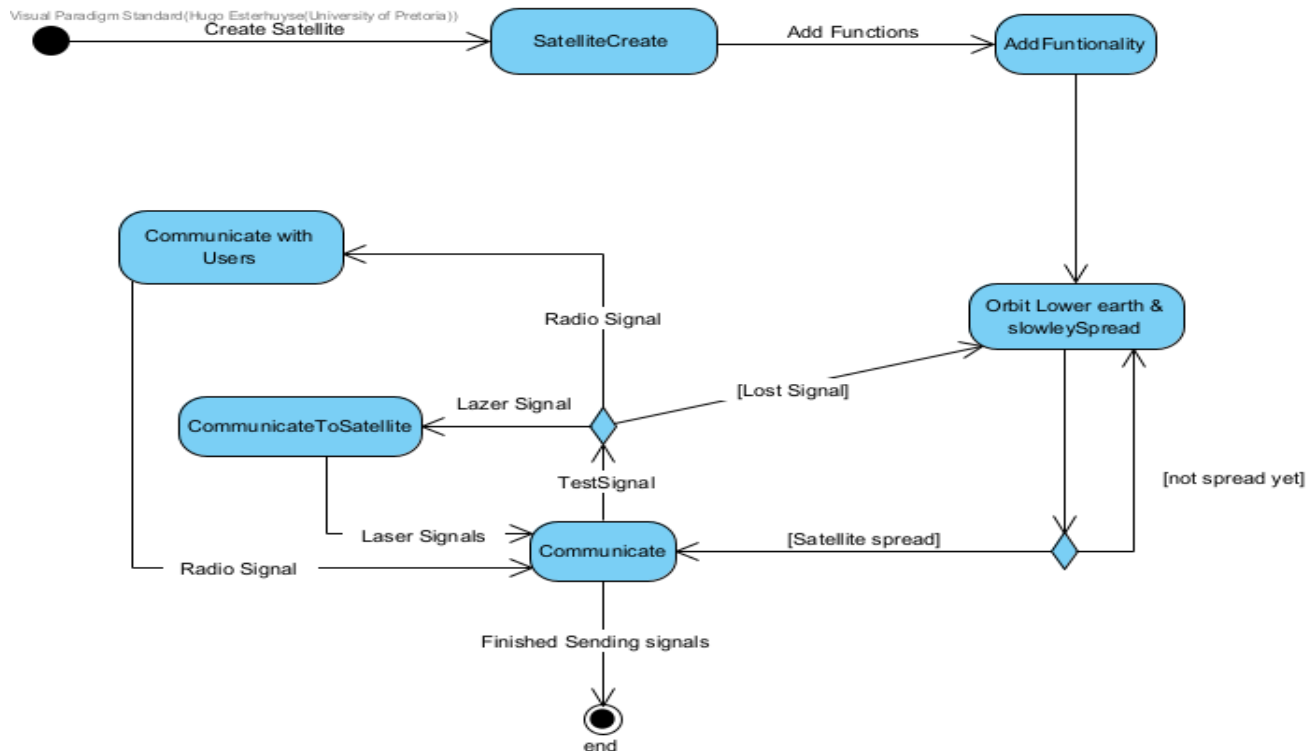 Visual Paradigm Standard(Hugo Esterhuyse(University of Pretoria))
Create Satellite
SatelliteCreate
Add Functions
AddFuntionality
Communicate with
Users
Orbit Lower earth &
slowleySpread
Radio Signal
[Lost Signal]
Lazer Signal
CommunicateToSatellite
TestSignal
[not spread yet]
Laser Signals
Communicate
[Satellite spread]
Radio Signal
Finished Sending signals
end